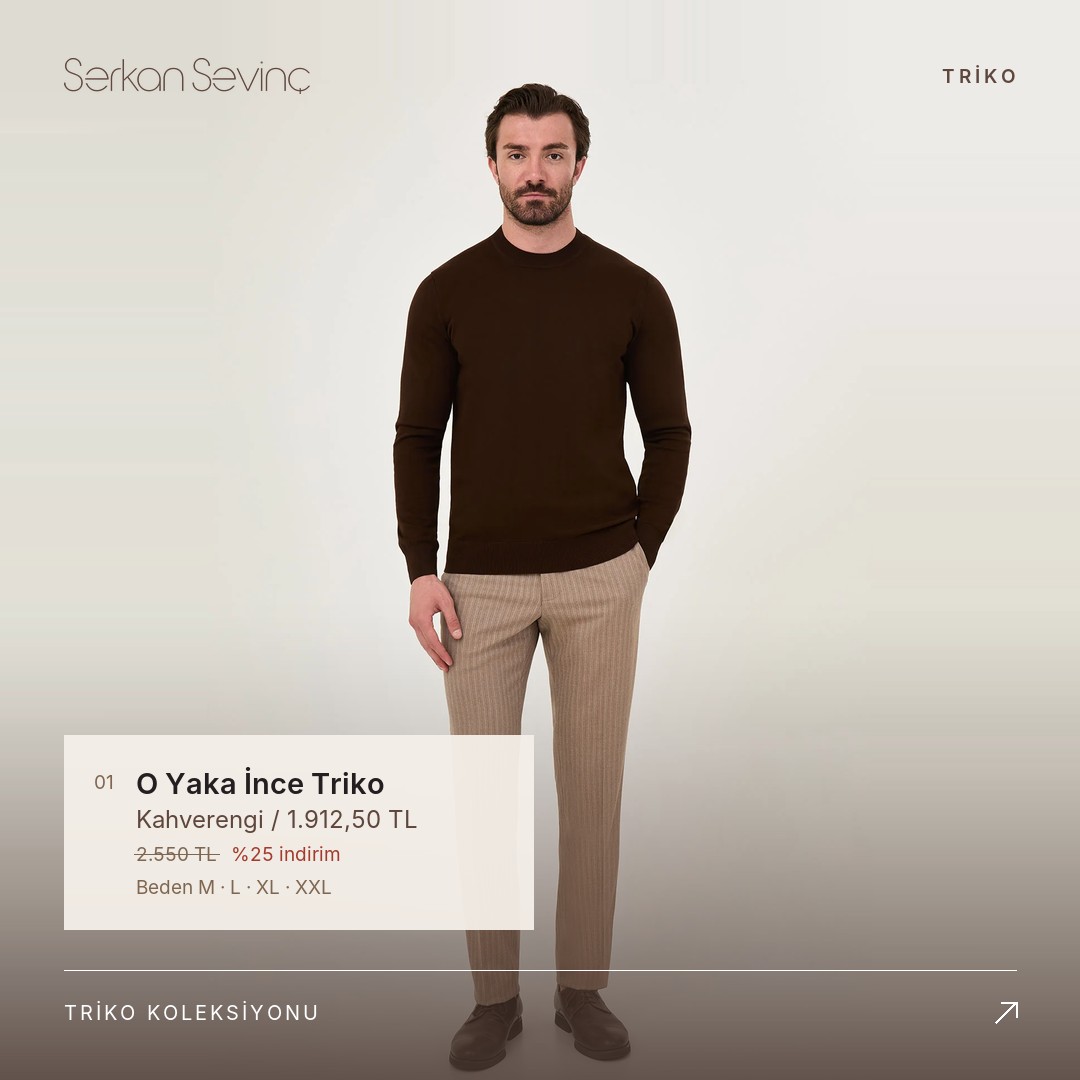 Serkan Sevinç
TRİKO
01
O Yaka İnce Triko
Kahverengi / 1.912,50 TL
2.550 TL %25 indirim
Beden M · L · XL · XXL
TRİKO KOLEKSİYONU